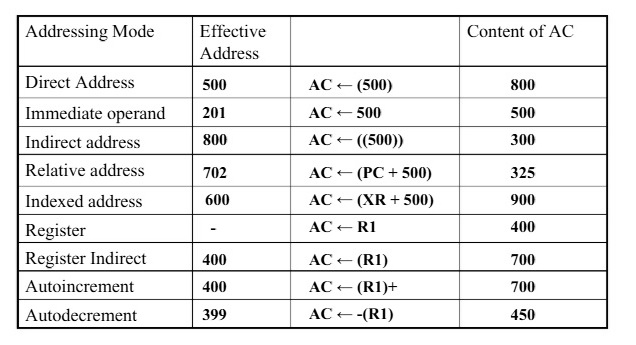 Addressing Mode Effective Address Content of AC
Direct Address 500 AC ← (500) 800
Immediate operand 201 AC ← 500 500
Indirect address 800 AC ← ((500)) 300
Relative address 702 AC ← (PC + 500) 325
Indexed address 600 AC ← (XR + 500) 900
Register - AC ← R1 400
Register Indirect 400 AC ← (R1) 700
Autoincrement 400 AC ← (R1)+ 700
Autodecrement 399 AC ← -(R1) 450